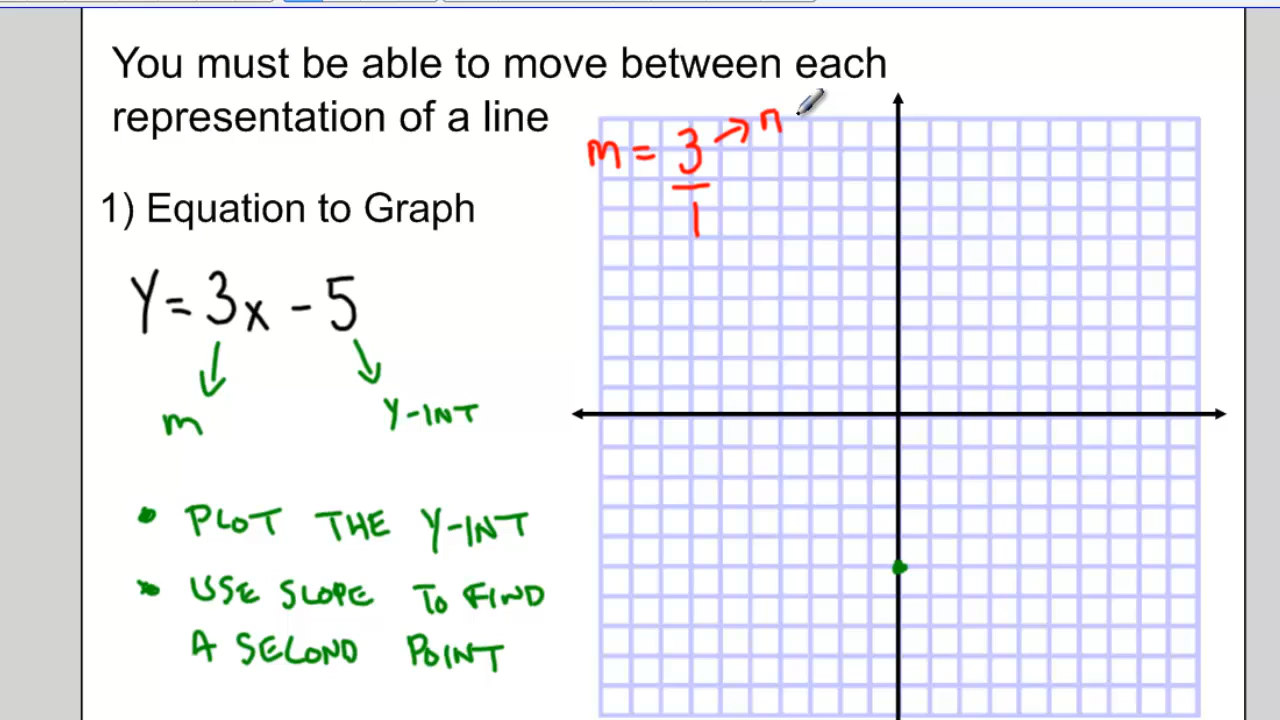 You must be able to move between each
representation of a line
m = 3 → r
1
1) Equation to Graph
Y = 3x - 5
m
Y-INT
• PLOT THE Y-INT
• USE SLOPE TO FIND
A SECOND POINT